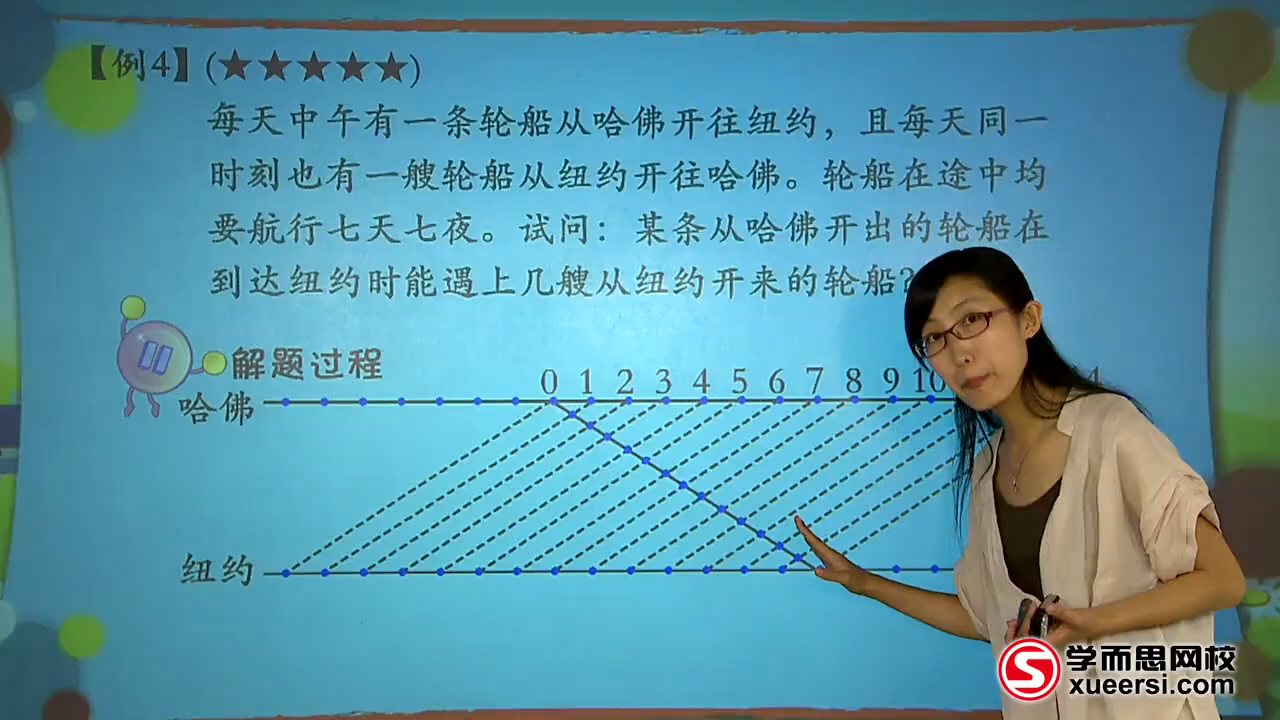 【例4】(★★★★★)
每天中午有一条轮船从哈佛开往纽约，且每天同一
时刻也有一艘轮船从纽约开往哈佛。轮船在途中均
要航行七天七夜。试问：某条从哈佛开出的轮船在
到达纽约时能遇上几艘从纽约开来的轮船？
解题过程
0 1 2 3 4 5 6 7 8 9 10 4
哈佛
纽约
学而思网校
xueersi.com